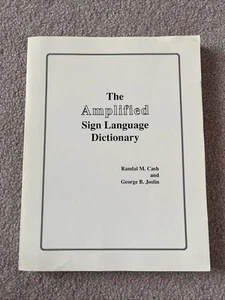 The
Amplified
Sign Language
Dictionary
Randal M. Cash
and
George B. Joslin